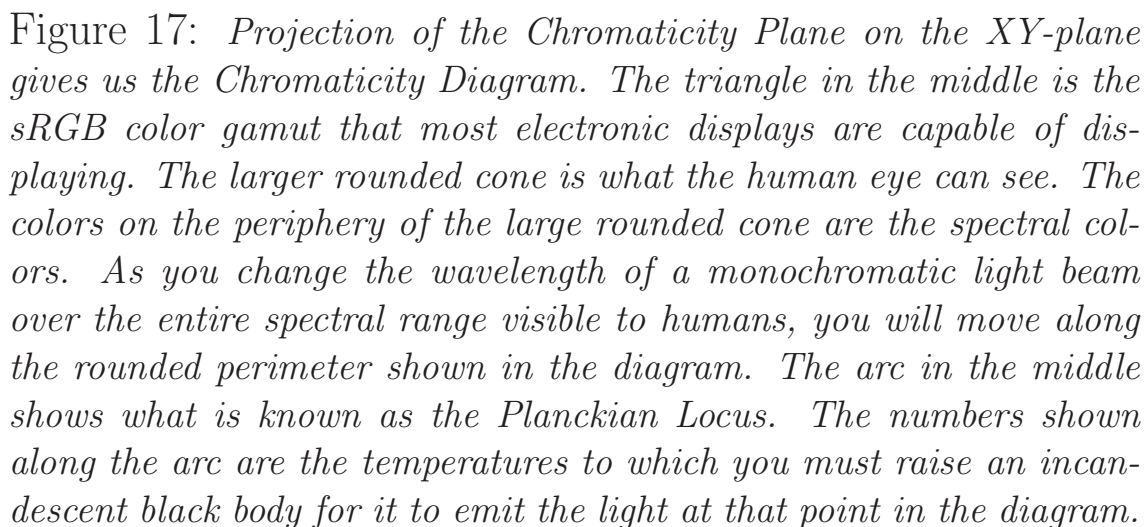 Figure 17: Projection of the Chromaticity Plane on the XY-plane
gives us the Chromaticity Diagram. The triangle in the middle is the
sRGB color gamut that most electronic displays are capable of dis-
playing. The larger rounded cone is what the human eye can see. The
colors on the periphery of the large rounded cone are the spectral col-
ors. As you change the wavelength of a monochromatic light beam
over the entire spectral range visible to humans, you will move along
the rounded perimeter shown in the diagram. The arc in the middle
shows what is known as the Planckian Locus. The numbers shown
along the arc are the temperatures to which you must raise an incan-
descent black body for it to emit the light at that point in the diagram.